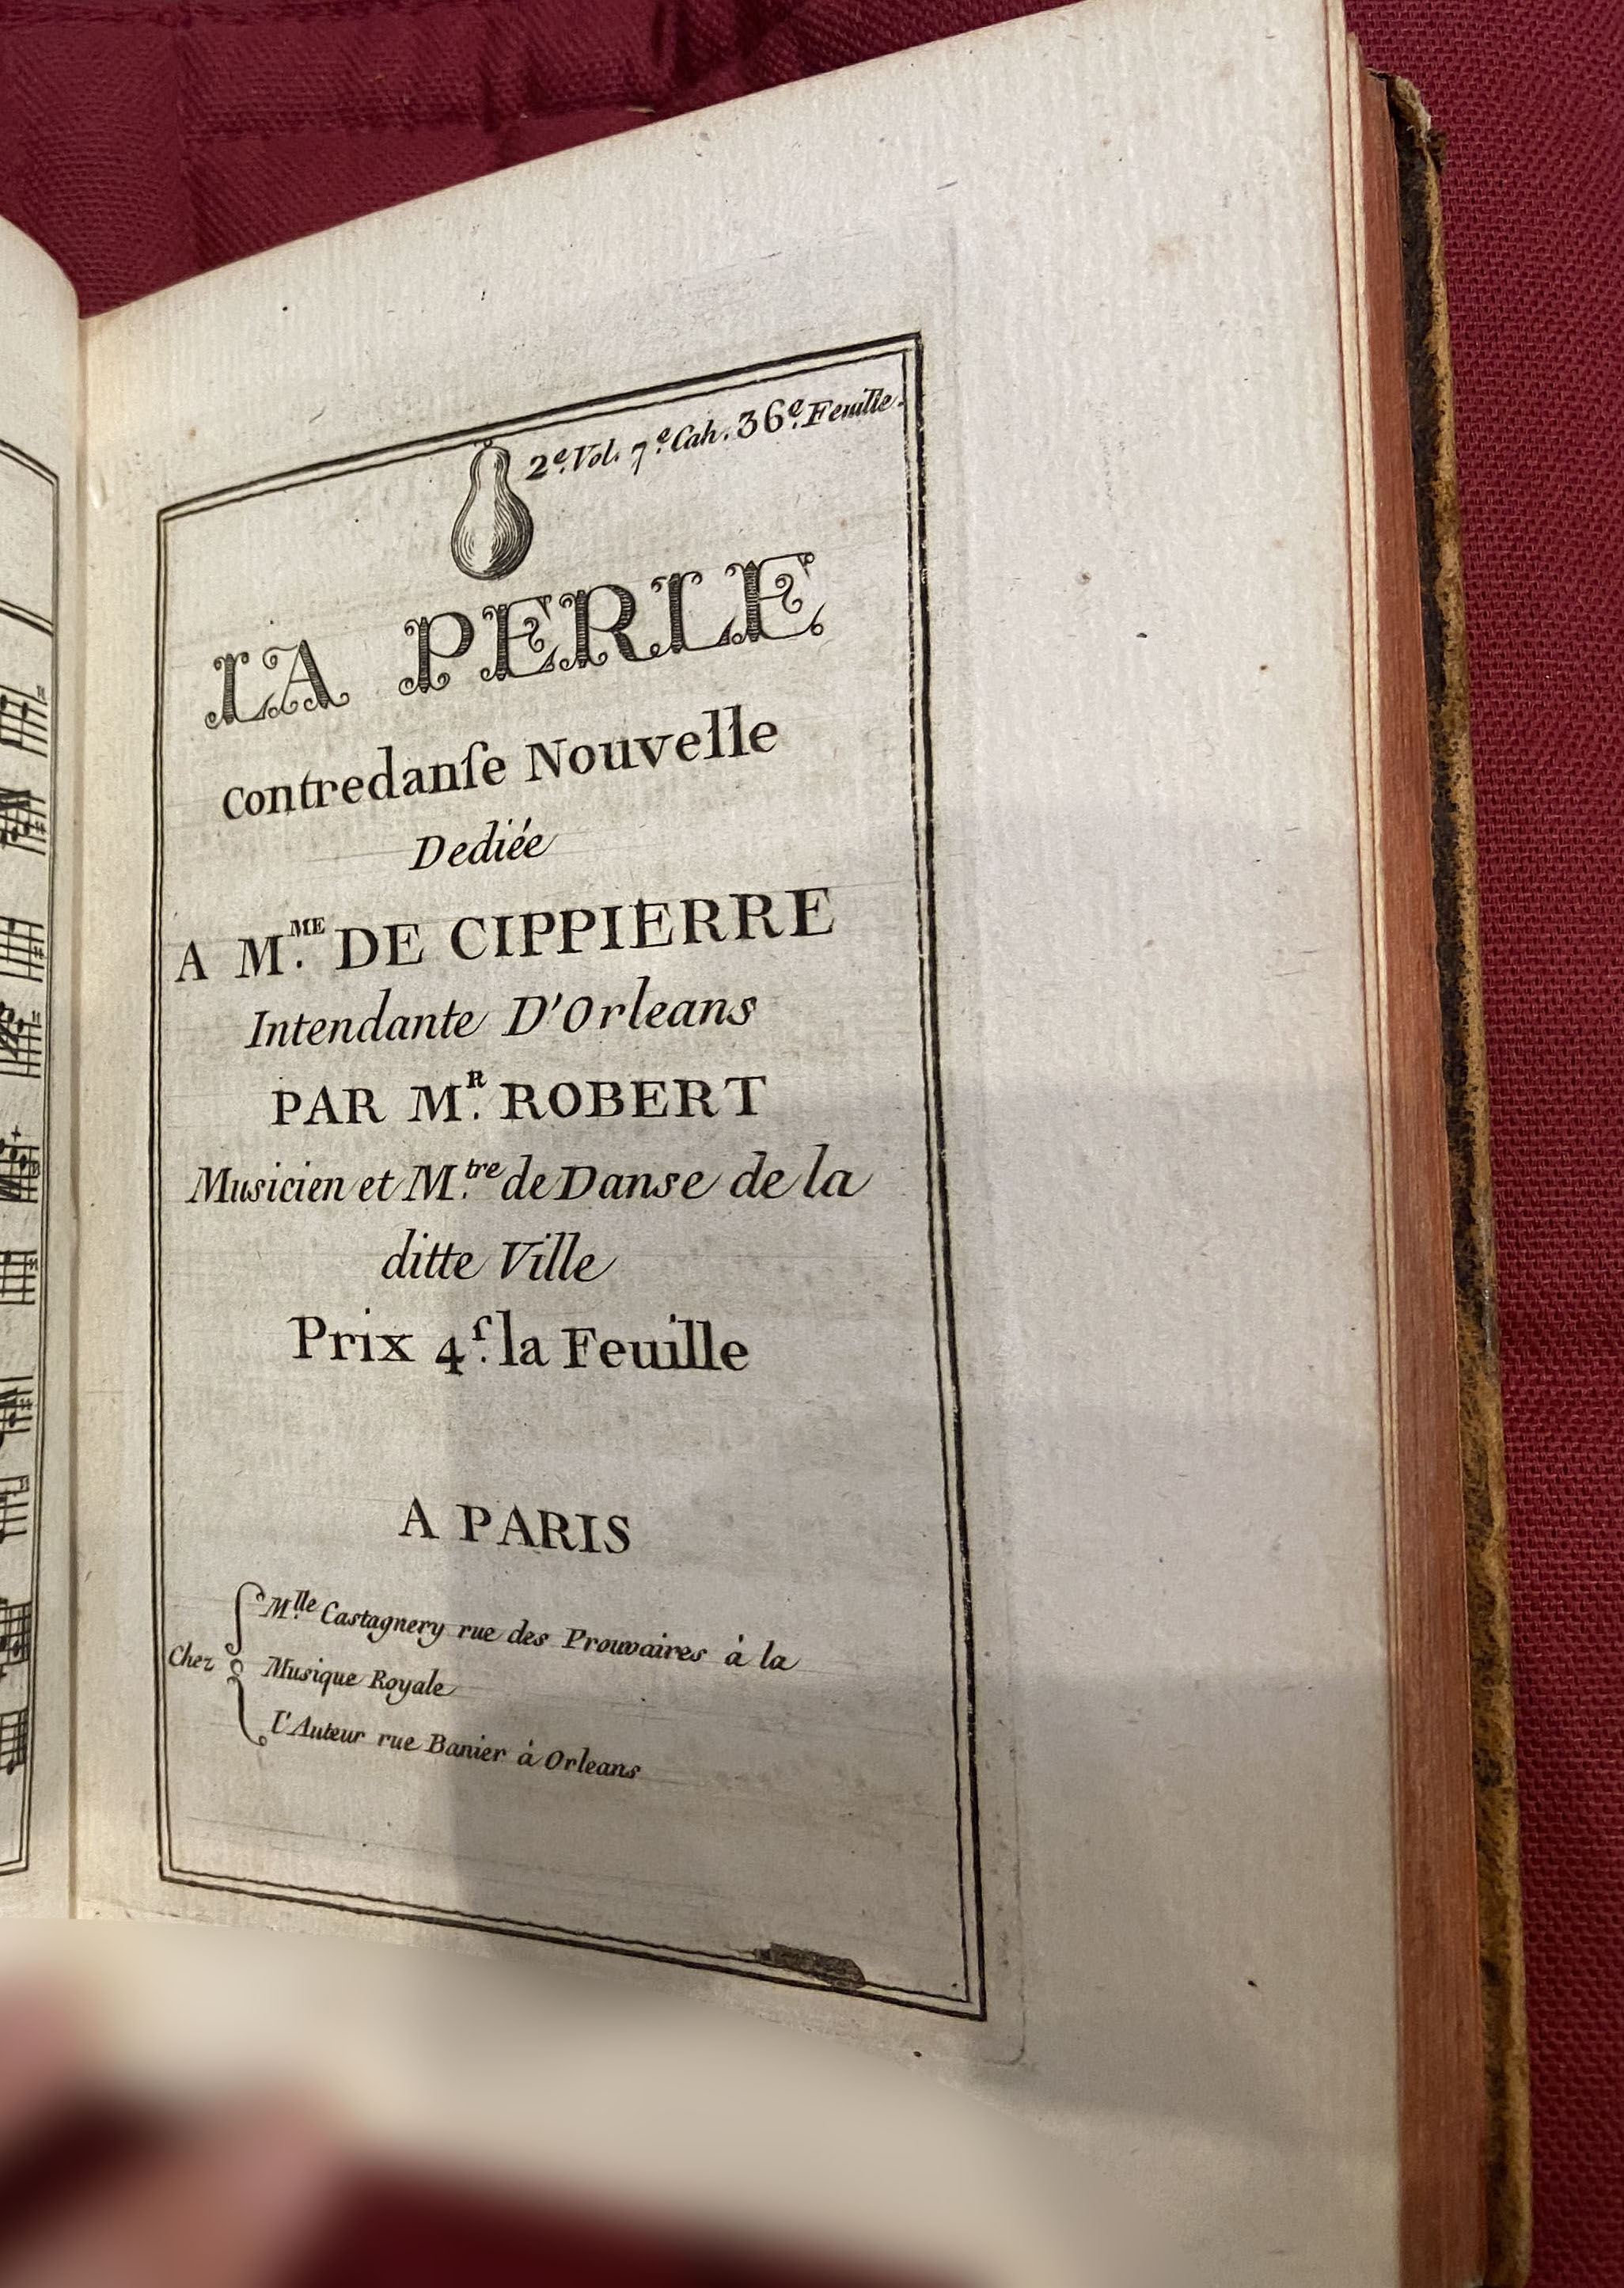 2.e Vol. 7.e Cah. 36.e Feuille.
LA PERLE
Contredanſe Nouvelle
Dediée
A M.ME DE CIPPIERRE
Intendante D'Orleans
PAR M.R ROBERT
Musicien et M.tre de Danse de la
ditte Ville
Prix 4.ſ la Feuille
A PARIS
Chez
M.lle Castagnery rue des Prouvaires à la
Musique Royale
L'Auteur rue Banier à Orleans